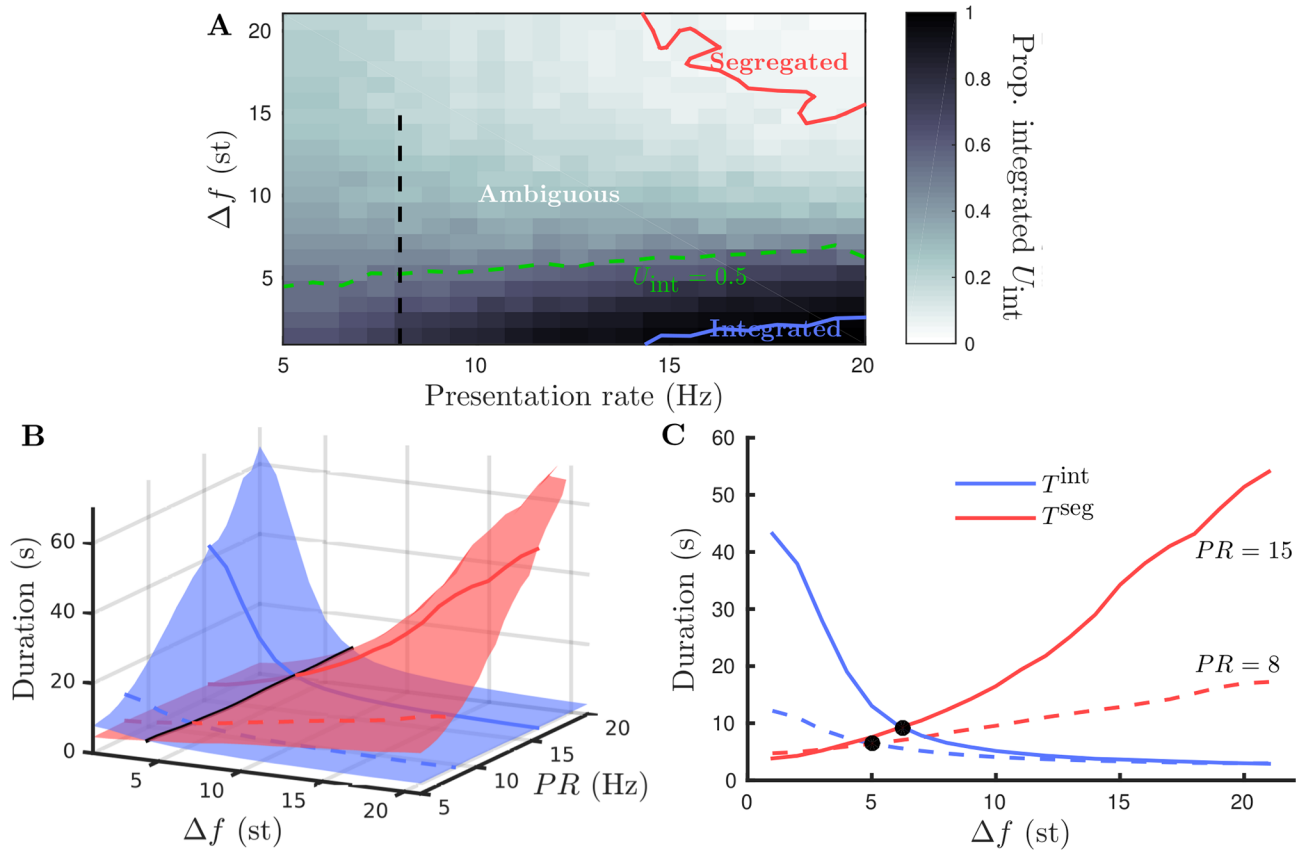 A
20
15
10
5
Δf (st)
Segregated
Ambiguous
U_int = 0.5
Integrated
5
10
15
20
Presentation rate (Hz)
1
0.8
0.6
0.4
0.2
0
Prop. integrated U_int
B
60
40
20
0
Duration (s)
5
10
15
20
Δf (st)
5
10
15
20
PR (Hz)
C
60
50
40
30
20
10
0
Duration (s)
T^int
T^seg
PR = 15
PR = 8
0
5
10
15
20
Δf (st)